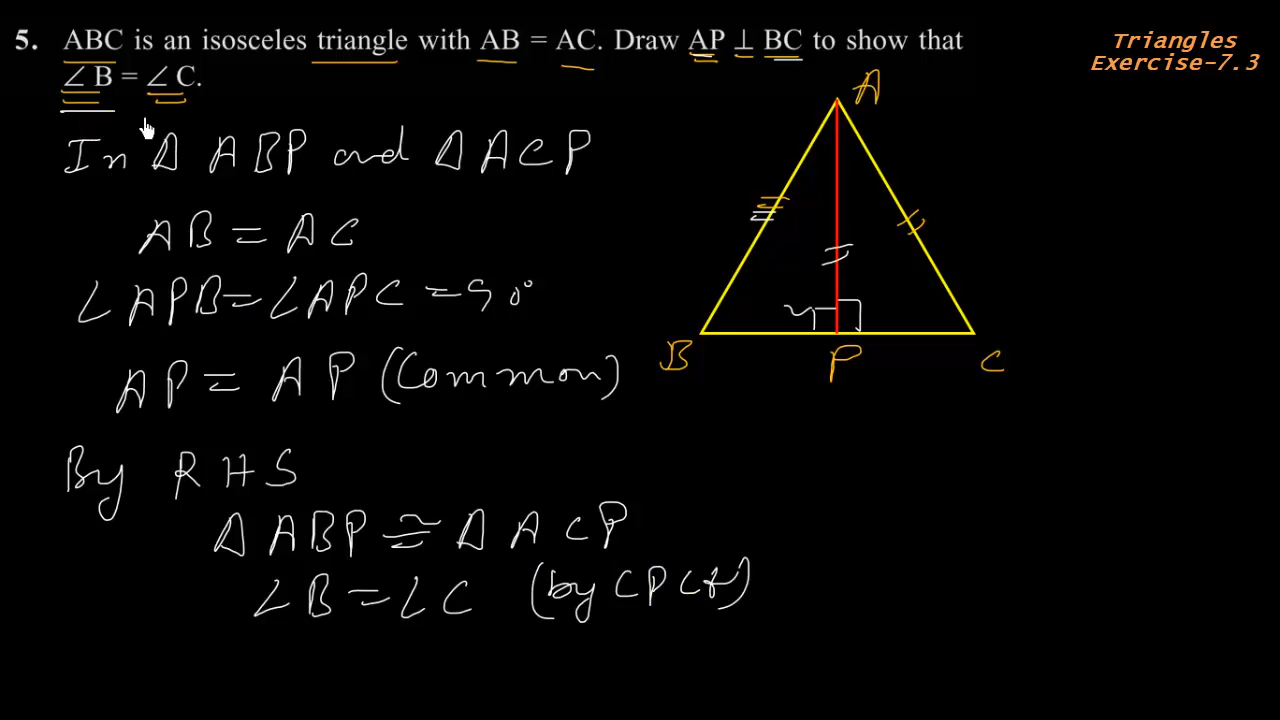 5. ABC is an isosceles triangle with AB = AC. Draw AP ⊥ BC to show that
∠ B = ∠ C.
Triangles
Exercise-7.3
In Δ ABP and Δ ACP
AB = AC
∠APB = ∠APC = 90°
AP = AP (Common)
By RHS
Δ ABP ≅ Δ ACP
∠B = ∠C (by CPCt)
A
B
P
C